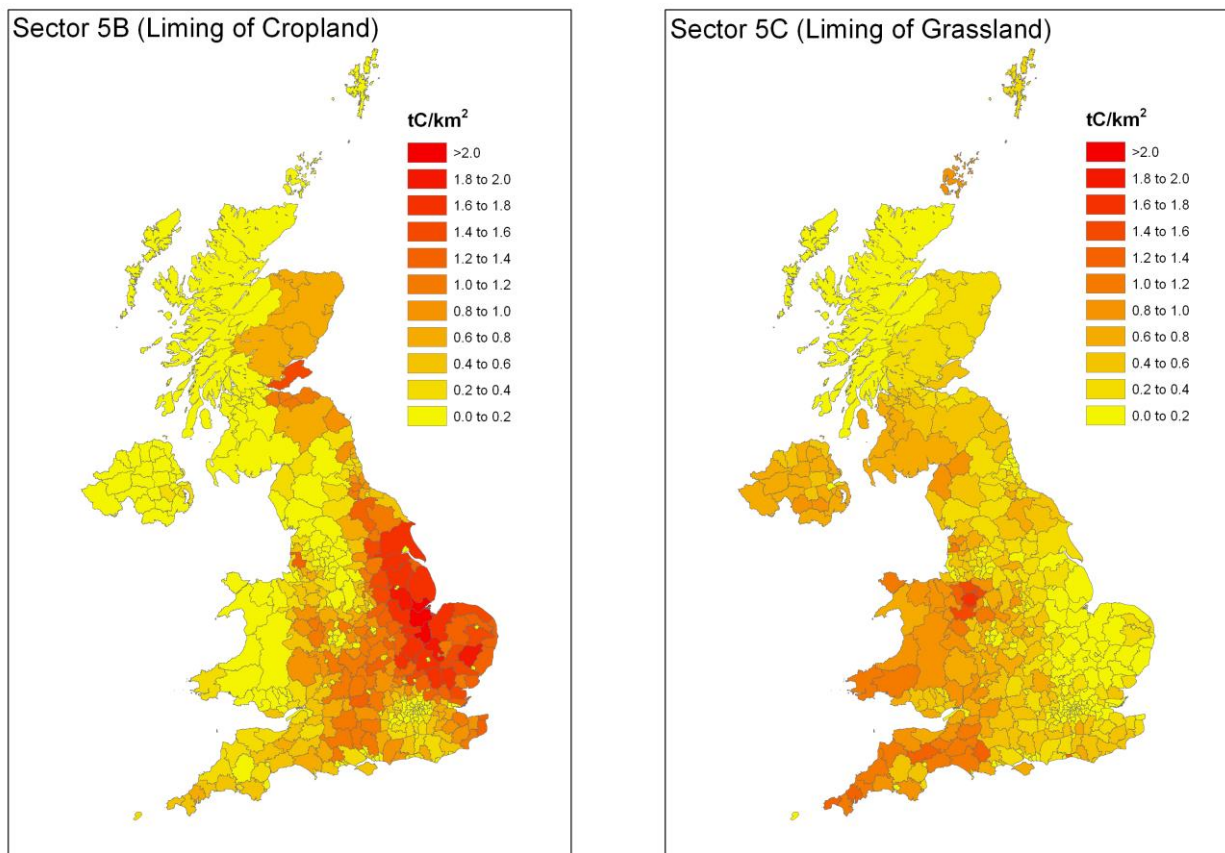 Sector 5B (Liming of Cropland)
tC/km²
>2.0
1.8 to 2.0
1.6 to 1.8
1.4 to 1.6
1.2 to 1.4
1.0 to 1.2
0.8 to 1.0
0.6 to 0.8
0.4 to 0.6
0.2 to 0.4
0.0 to 0.2
Sector 5C (Liming of Grassland)
tC/km²
>2.0
1.8 to 2.0
1.6 to 1.8
1.4 to 1.6
1.2 to 1.4
1.0 to 1.2
0.8 to 1.0
0.6 to 0.8
0.4 to 0.6
0.2 to 0.4
0.0 to 0.2